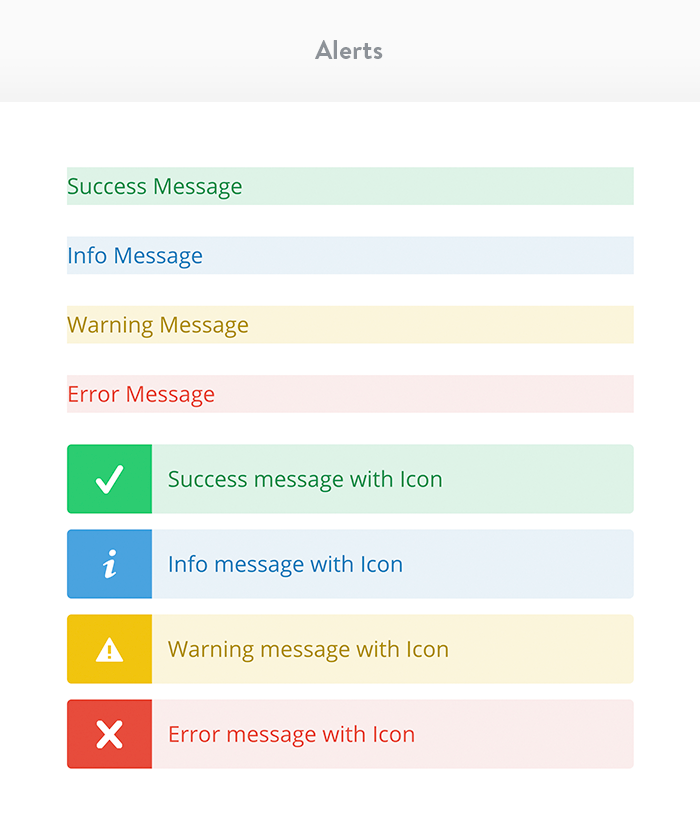 Alerts
Success Message
Info Message
Warning Message
Error Message
Success message with Icon
Info message with Icon
Warning message with Icon
Error message with Icon